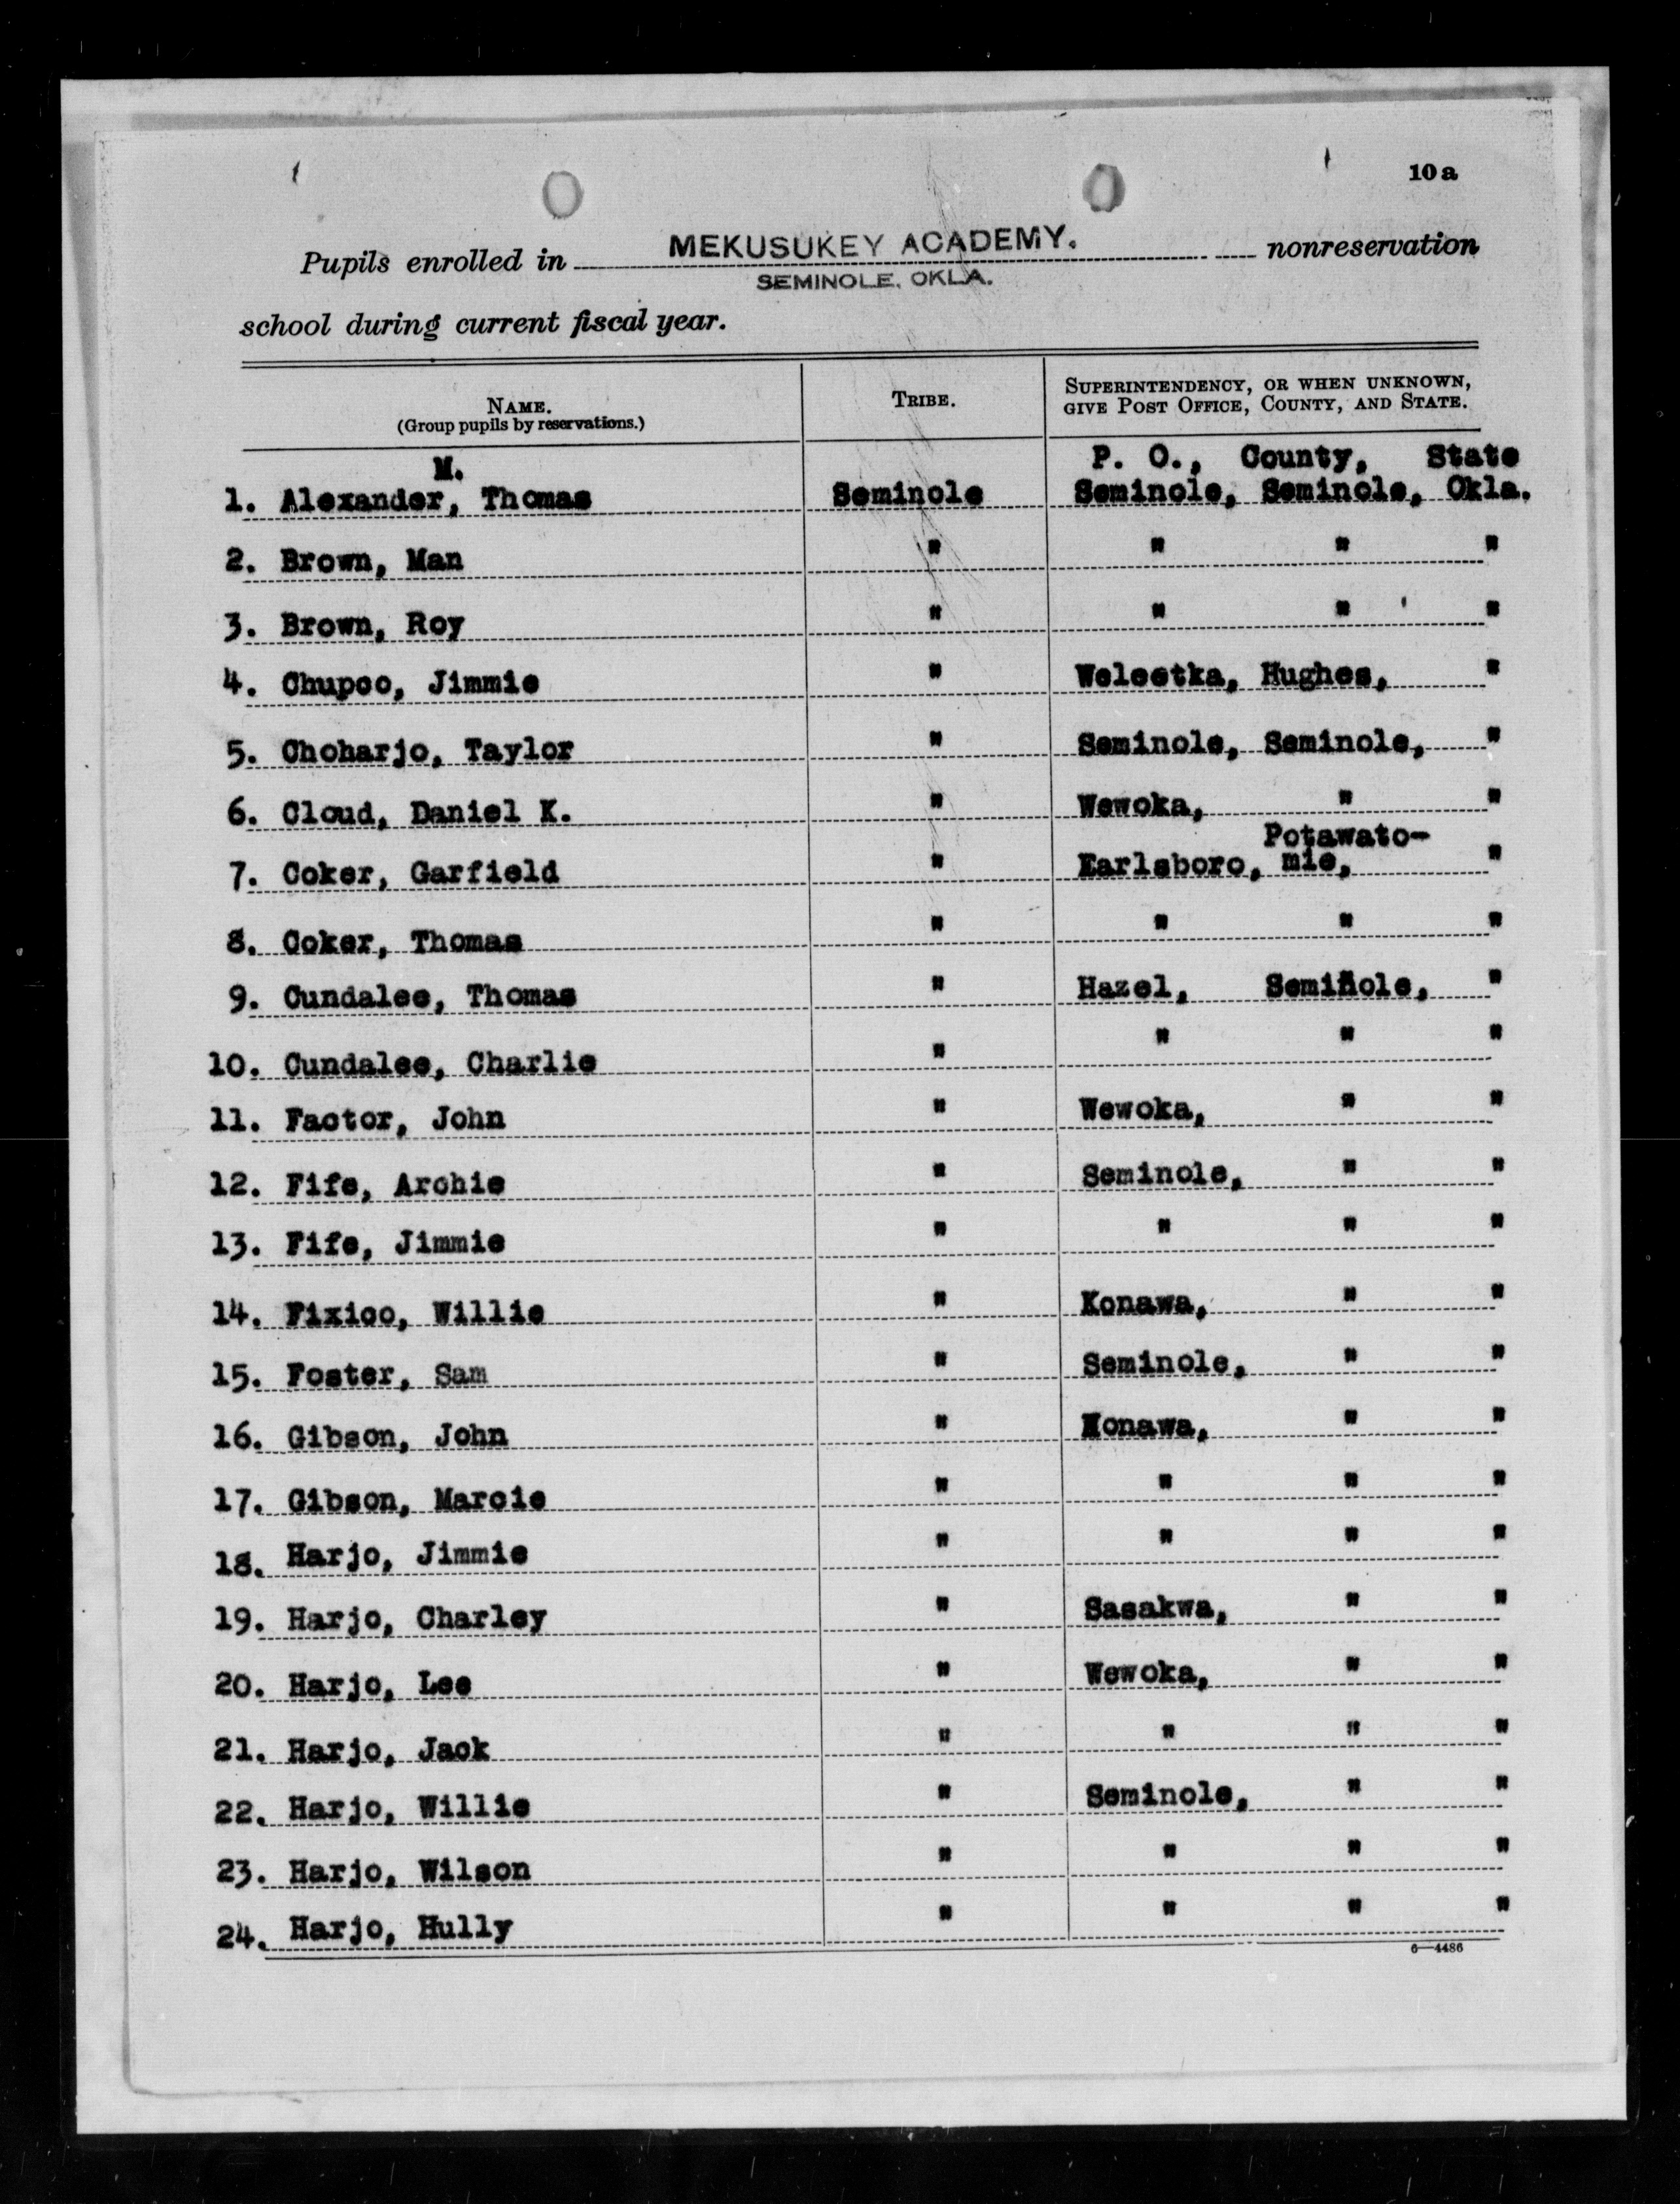 10 a
Pupils enrolled in MEKUSUKEY ACADEMY. nonreservation
SEMINOLE, OKLA.
school during current fiscal year.
NAME.
(Group pupils by reservations.)
TRIBE.
SUPERINTENDENCY, OR WHEN UNKNOWN,
GIVE POST OFFICE, COUNTY, AND STATE.
M. P. O., County, State
1. Alexander, Thomas Seminole Seminole, Seminole, Okla.
2. Brown, Man " " " "
3. Brown, Roy " " " "
4. Chupco, Jimmie " Weleetka, Hughes, "
5. Choharjo, Taylor " Seminole, Seminole, "
6. Cloud, Daniel K. " Wewoka, " "
Potawato-
7. Coker, Garfield " Earlsboro, mie, "
8. Coker, Thomas " " " "
9. Cundalee, Thomas " Hazel, Seminole, "
10. Cundalee, Charlie " " " "
11. Factor, John " Wewoka, " "
12. Fife, Archie " Seminole, " "
13. Fife, Jimmie " " " "
14. Fixico, Willie " Konawa, " "
15. Foster, Sam " Seminole, " "
16. Gibson, John " Konawa, " "
17. Gibson, Marcie " " " "
18. Harjo, Jimmie " " " "
19. Harjo, Charley " Sasakwa, " "
20. Harjo, Lee " Wewoka, " "
21. Harjo, Jack " " " "
22. Harjo, Willie " Seminole, " "
23. Harjo, Wilson " " " "
24. Harjo, Hully " " " "
6—4486